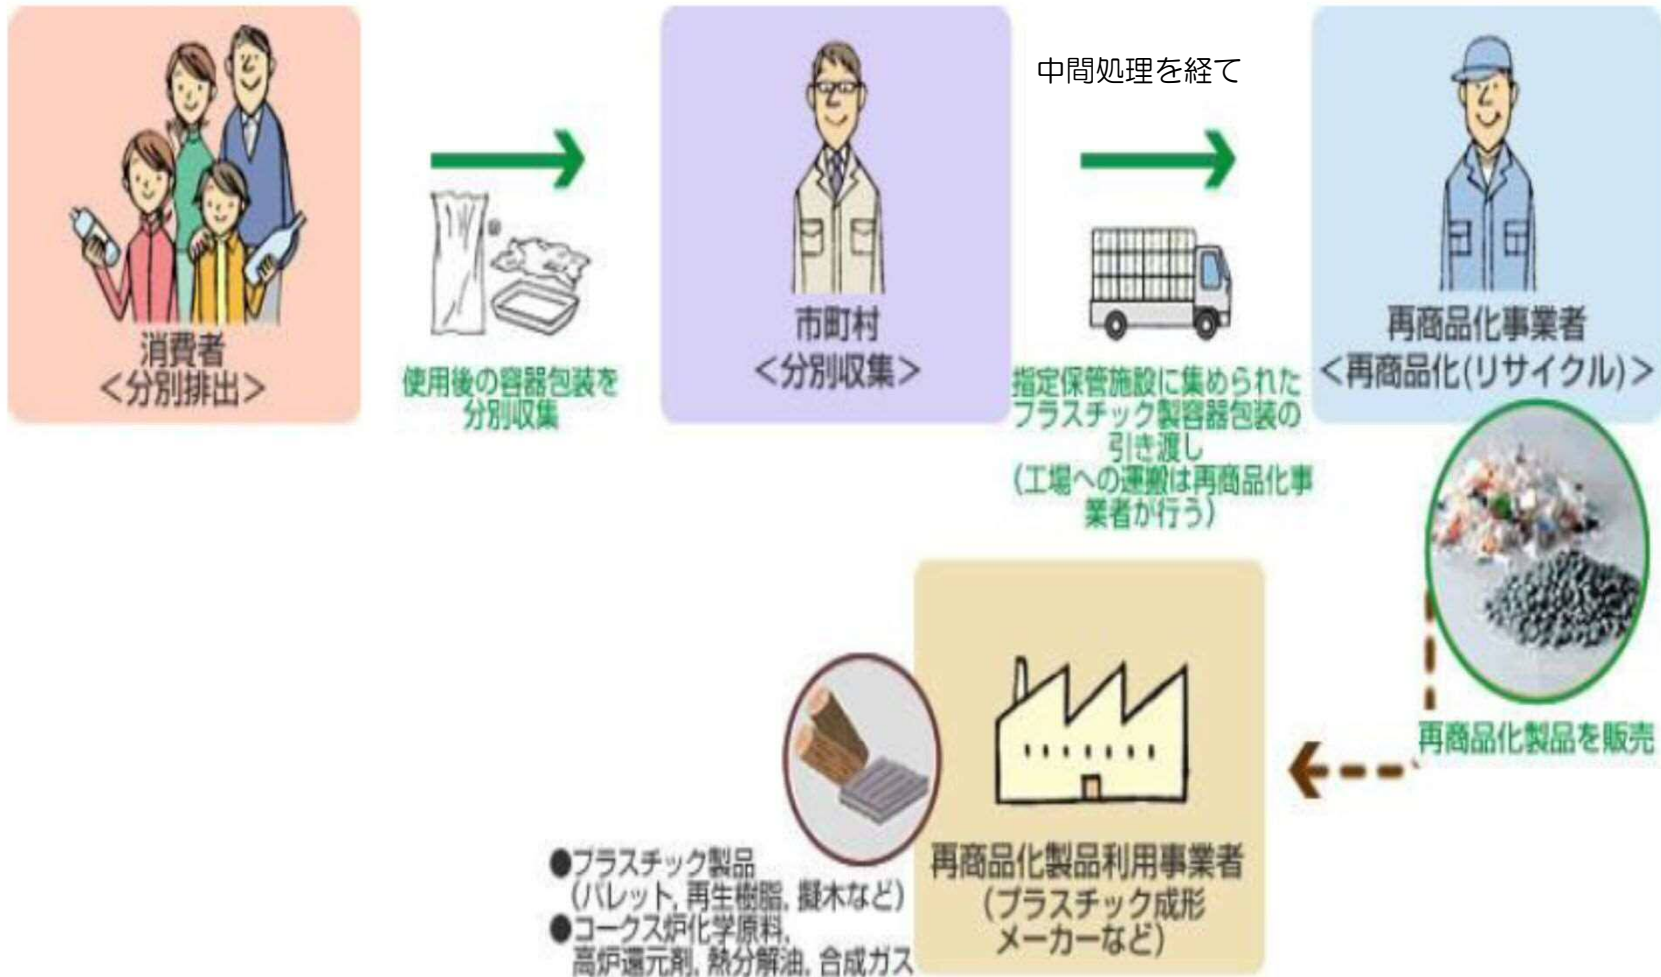 中間処理を経て
消費者
＜分別排出＞
使用後の容器包装を
分別収集
市町村
＜分別収集＞
指定保管施設に集められた
プラスチック製容器包装の
引き渡し
（工場への運搬は再商品化事
業者が行う）
再商品化事業者
＜再商品化(リサイクル)＞
再商品化製品を販売
再商品化製品利用事業者
（プラスチック成形
メーカーなど）
●プラスチック製品
（パレット, 再生樹脂, 擬木など）
●コークス炉化学原料,
高炉還元剤, 熱分解油, 合成ガス